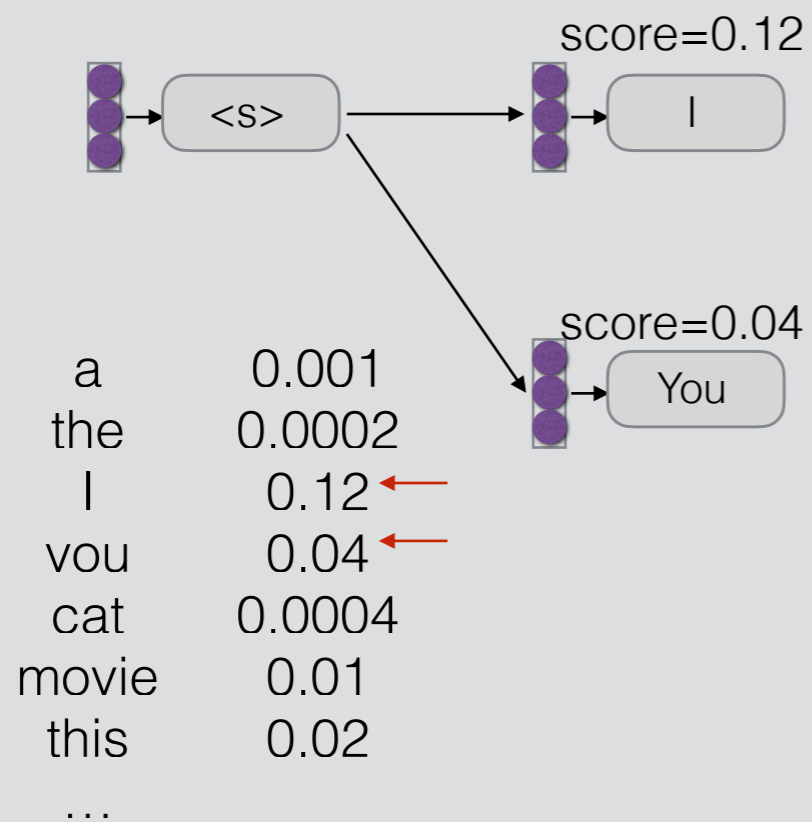 score=0.12
<s> I
score=0.04
You
a 0.001
the 0.0002
I 0.12
vou 0.04
cat 0.0004
movie 0.01
this 0.02
...